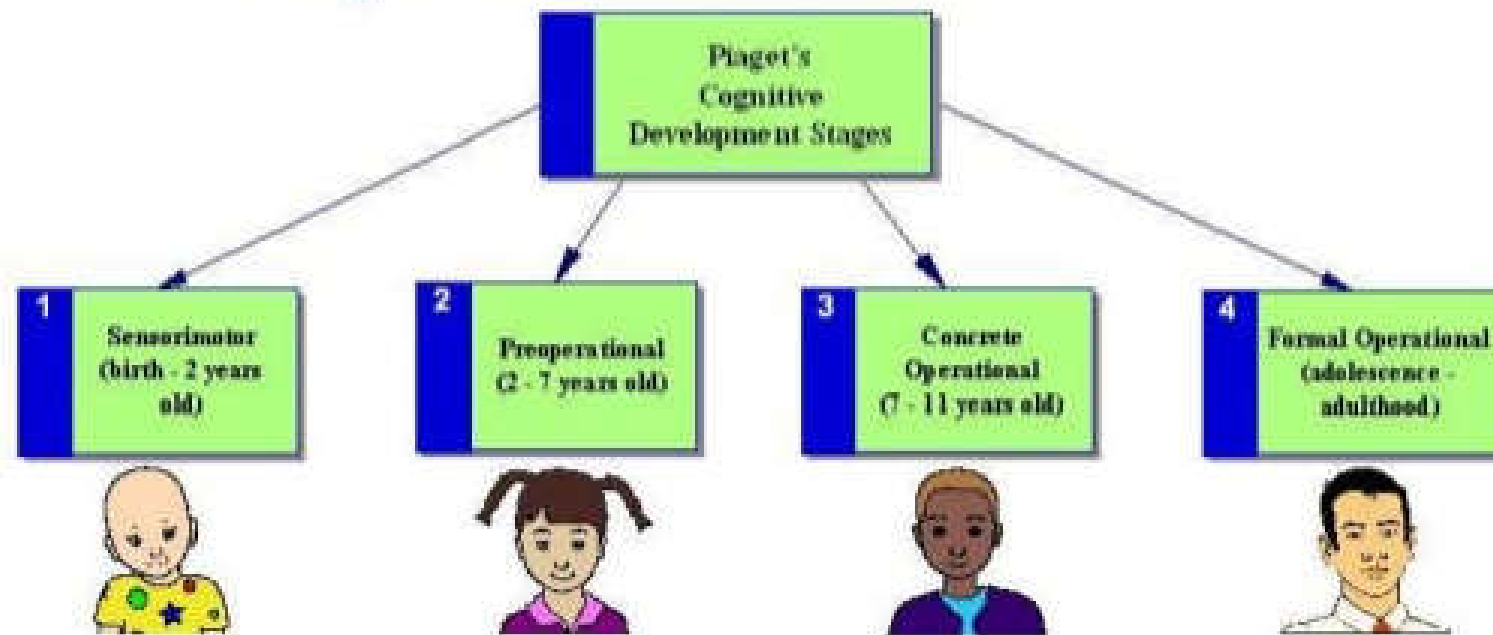 Piaget's
Cognitive
Development Stages
1
Sensorimotor
(birth - 2 years
old)
2
Preoperational
(2 - 7 years old)
3
Concrete
Operational
(7 - 11 years old)
4
Formal Operational
(adolescence -
adulthood)